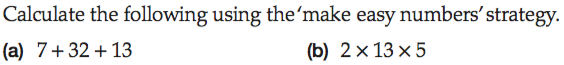 Calculate the following using the 'make easy numbers' strategy.
(a) 7 + 32 + 13 (b) 2 × 13 × 5